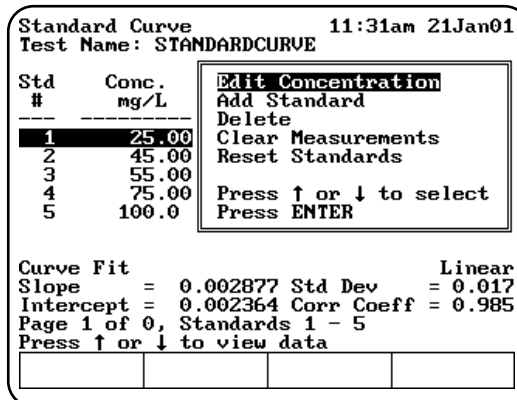 Standard Curve 11:31am 21Jan01
Test Name: STANDARDCURVE
Std Conc.
# mg/L
--- ---------
1 25.00
2 45.00
3 55.00
4 75.00
5 100.0
Edit Concentration
Add Standard
Delete
Clear Measurements
Reset Standards
Press ↑ or ↓ to select
Press ENTER
Curve Fit Linear
Slope = 0.002877 Std Dev = 0.017
Intercept = 0.002364 Corr Coeff = 0.985
Page 1 of 0, Standards 1 - 5
Press ↑ or ↓ to view data